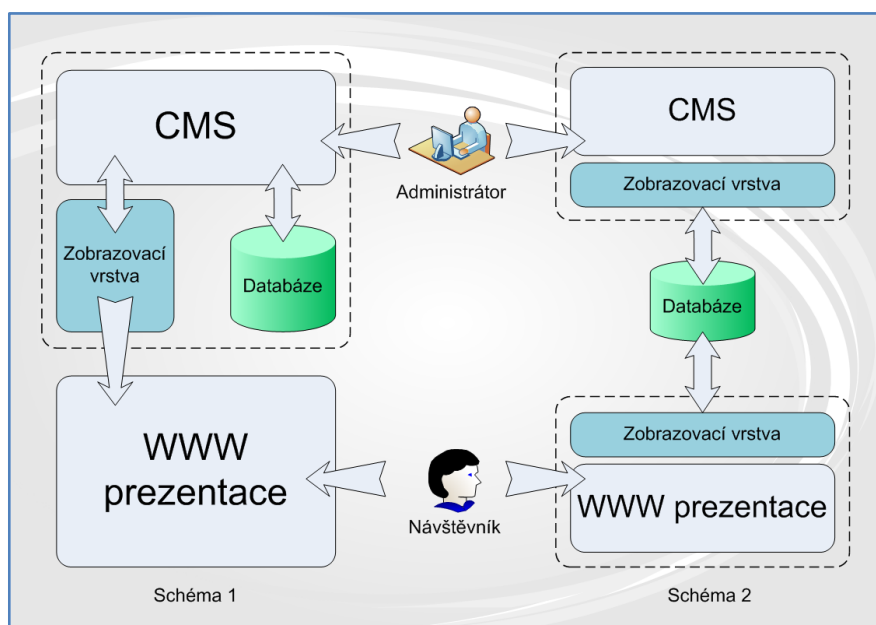 CMS
Zobrazovací
vrstva
Databáze
WWW
prezentace
Schéma 1
Administrátor
Návštěvník
CMS
Zobrazovací vrstva
Databáze
Zobrazovací vrstva
WWW prezentace
Schéma 2